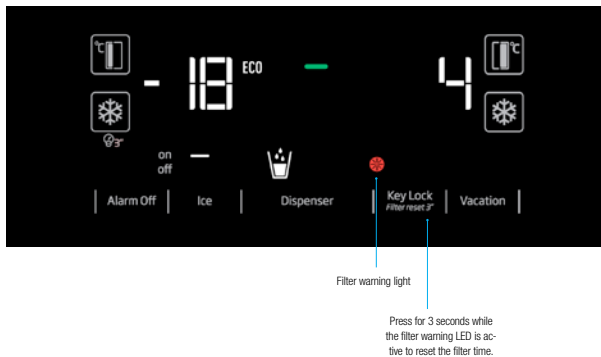 °C
°C
-18 ECO
4
3"
on
off
Alarm Off
Ice
Dispenser
Key Lock
Filter reset 3"
Vacation
Filter warning light
Press for 3 seconds while
the filter warning LED is ac-
tive to reset the filter time.